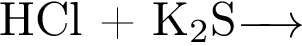 HCl + K₂S⟶